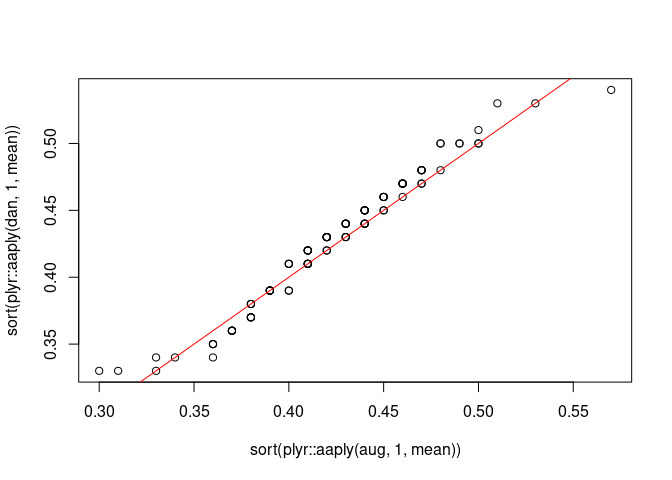 sort(plyr::aaply(dan, 1, mean))
0.50
0.45
0.40
0.35
0.30 0.35 0.40 0.45 0.50 0.55
sort(plyr::aaply(aug, 1, mean))